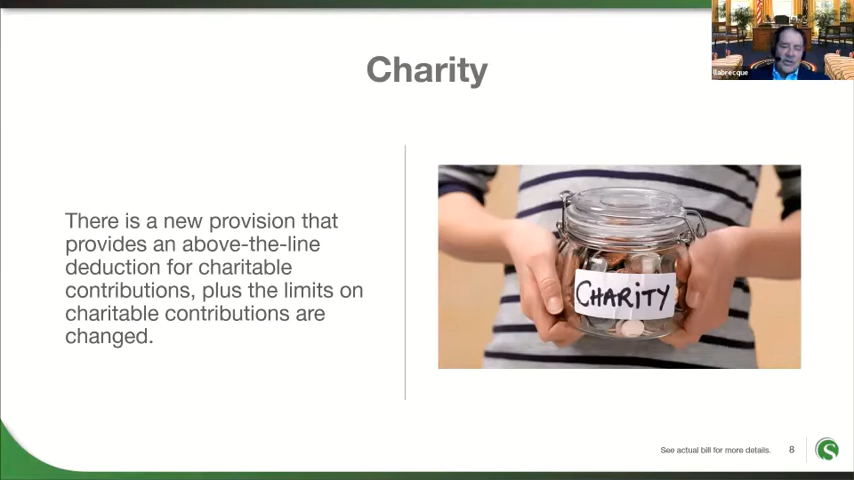 llabrecque
Charity
There is a new provision that
provides an above-the-line
deduction for charitable
contributions, plus the limits on
charitable contributions are
changed.
CHARITY
See actual bill for more details.
8
S